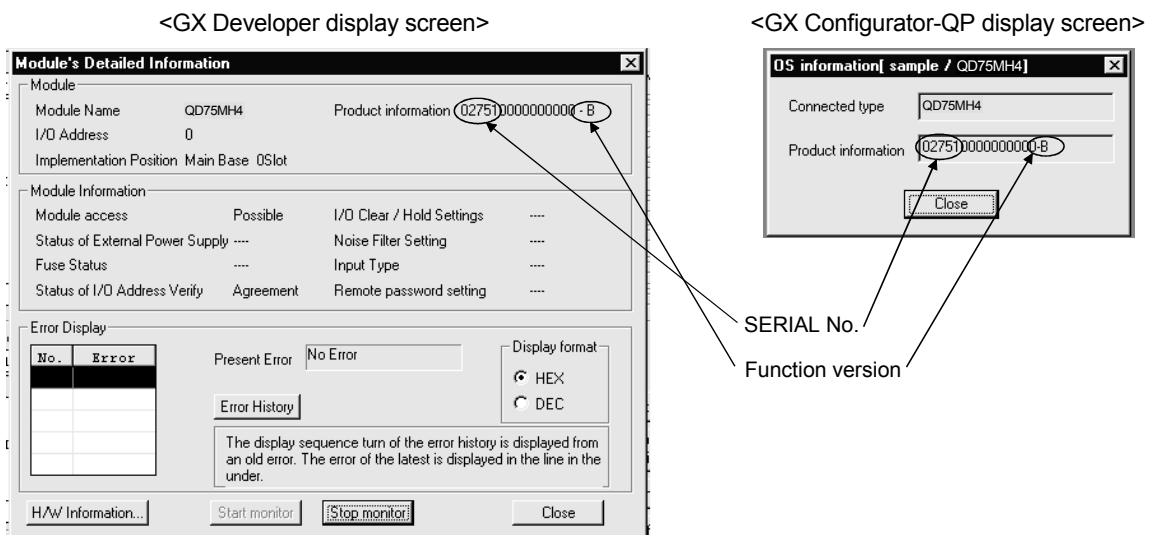 <GX Developer display screen>
Module's Detailed Information
Module
Module Name QD75MH4 Product information 027510000000000 - B
I/O Address 0
Implementation Position Main Base 0Slot
Module Information
Module access Possible I/O Clear / Hold Settings ----
Status of External Power Supply ---- Noise Filter Setting ----
Fuse Status ---- Input Type ----
Status of I/O Address Verify Agreement Remote password setting ----
Error Display
No. Error
Present Error No Error
Display format
HEX
DEC
Error History
The display sequence turn of the error history is displayed from
an old error. The error of the latest is displayed in the line in the
under.
H/W Information... Start monitor Stop monitor Close
<GX Configurator-QP display screen>
OS information[ sample / QD75MH4]
Connected type QD75MH4
Product information 027510000000000-B
Close
SERIAL No.
Function version